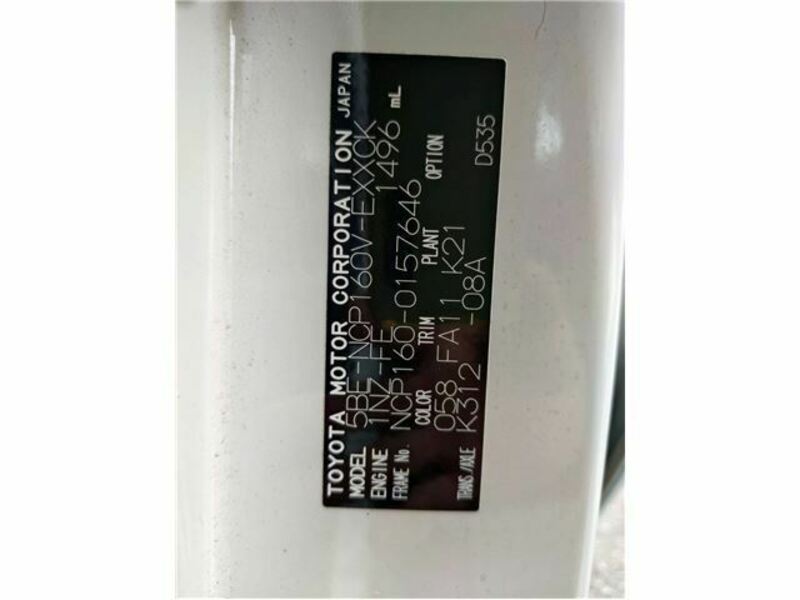 TOYOTA MOTOR CORPORATION JAPAN
MODEL 5BE-NCP160V-EXXCK
ENGINE 1NZ-FE 1496 mL
FRAME No. NCP160-0157646
COLOR TRIM PLANT OPTION
058 FA11 K21
TRANS./AXLE K312 -08A D535